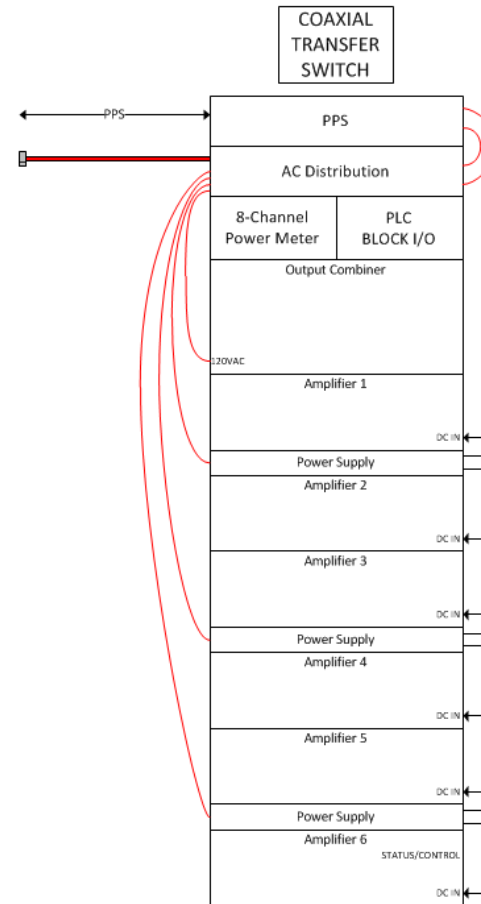 COAXIAL
TRANSFER
SWITCH
PPS
PPS
AC Distribution
8-Channel
Power Meter
PLC
BLOCK I/O
Output Combiner
120VAC
Amplifier 1
DC IN
Power Supply
Amplifier 2
DC IN
Amplifier 3
DC IN
Power Supply
Amplifier 4
DC IN
Amplifier 5
DC IN
Power Supply
Amplifier 6
STATUS/CONTROL
DC IN